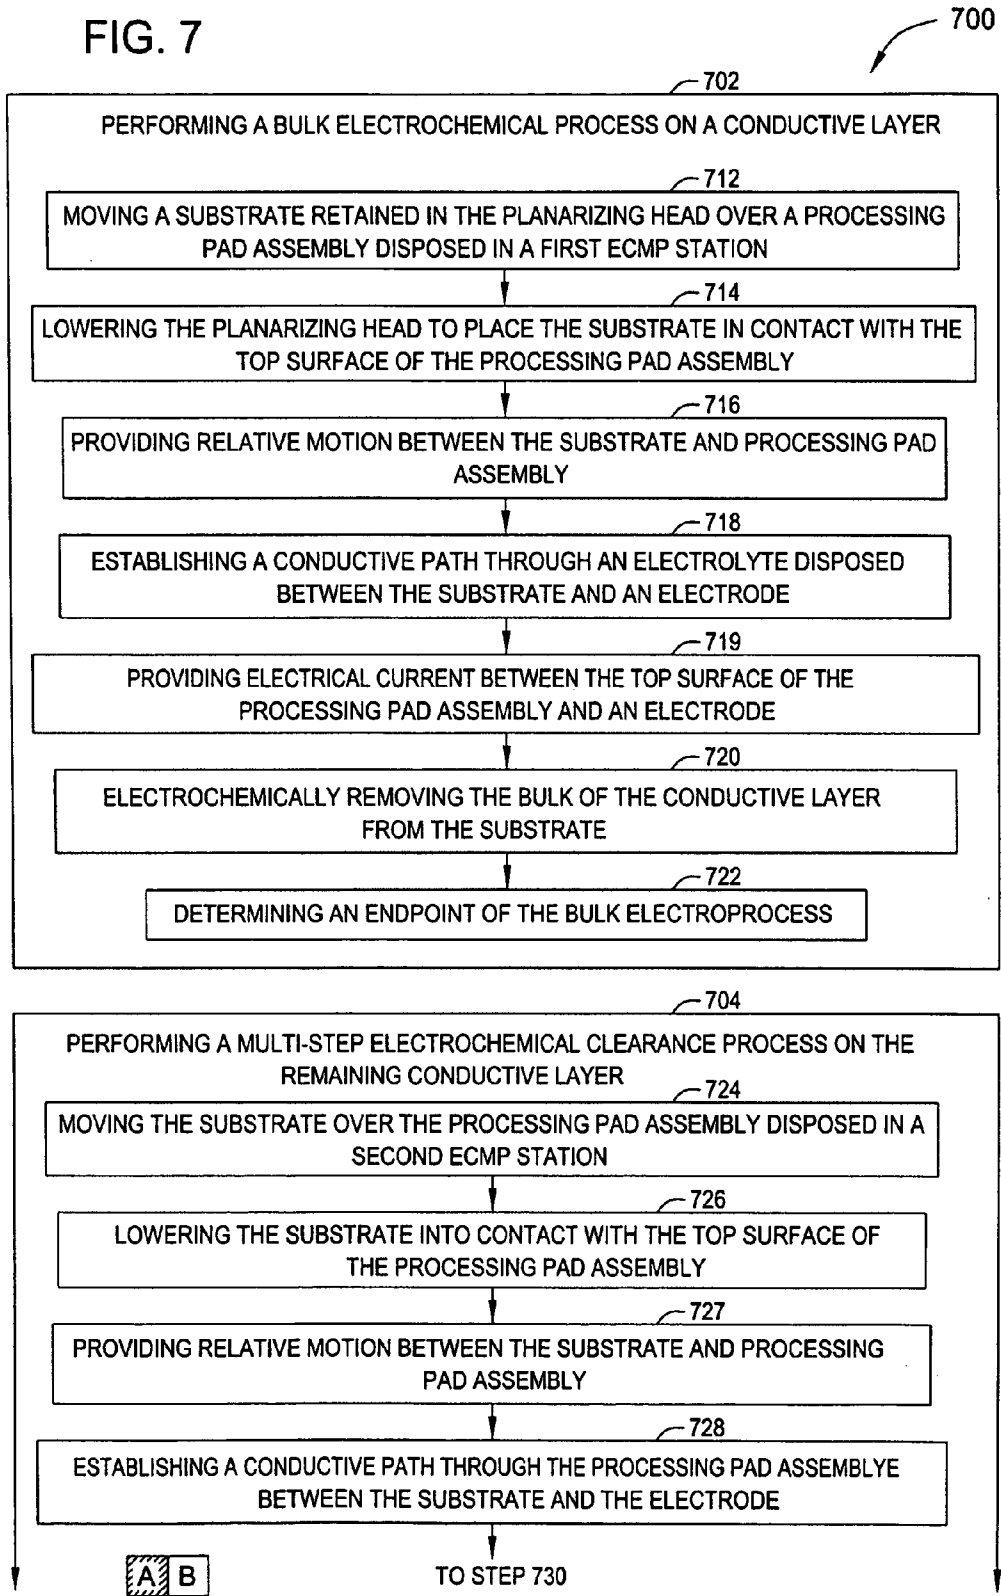 FIG. 7
700
702
PERFORMING A BULK ELECTROCHEMICAL PROCESS ON A CONDUCTIVE LAYER
712
MOVING A SUBSTRATE RETAINED IN THE PLANARIZING HEAD OVER A PROCESSING
PAD ASSEMBLY DISPOSED IN A FIRST ECMP STATION
714
LOWERING THE PLANARIZING HEAD TO PLACE THE SUBSTRATE IN CONTACT WITH THE
TOP SURFACE OF THE PROCESSING PAD ASSEMBLY
716
PROVIDING RELATIVE MOTION BETWEEN THE SUBSTRATE AND PROCESSING PAD
ASSEMBLY
718
ESTABLISHING A CONDUCTIVE PATH THROUGH AN ELECTROLYTE DISPOSED
BETWEEN THE SUBSTRATE AND AN ELECTRODE
719
PROVIDING ELECTRICAL CURRENT BETWEEN THE TOP SURFACE OF THE
PROCESSING PAD ASSEMBLY AND AN ELECTRODE
720
ELECTROCHEMICALLY REMOVING THE BULK OF THE CONDUCTIVE LAYER
FROM THE SUBSTRATE
722
DETERMINING AN ENDPOINT OF THE BULK ELECTROPROCESS
704
PERFORMING A MULTI-STEP ELECTROCHEMICAL CLEARANCE PROCESS ON THE
REMAINING CONDUCTIVE LAYER
724
MOVING THE SUBSTRATE OVER THE PROCESSING PAD ASSEMBLY DISPOSED IN A
SECOND ECMP STATION
726
LOWERING THE SUBSTRATE INTO CONTACT WITH THE TOP SURFACE OF
THE PROCESSING PAD ASSEMBLY
727
PROVIDING RELATIVE MOTION BETWEEN THE SUBSTRATE AND PROCESSING
PAD ASSEMBLY
728
ESTABLISHING A CONDUCTIVE PATH THROUGH THE PROCESSING PAD ASSEMBLYE
BETWEEN THE SUBSTRATE AND THE ELECTRODE
A B
TO STEP 730